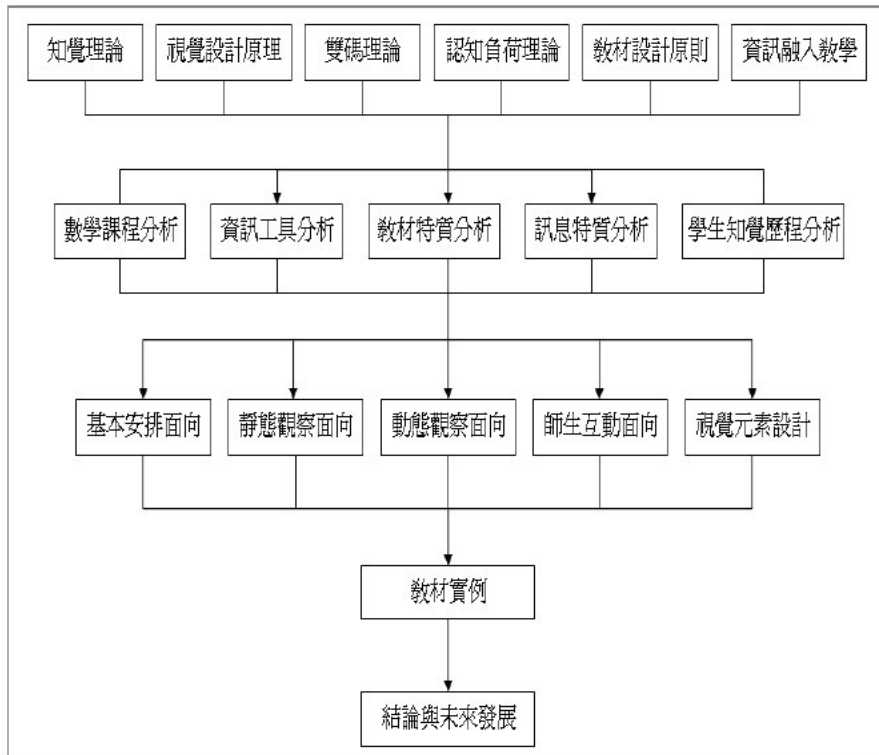 知覺理論
視覺設計原理
雙碼理論
認知負荷理論
教材設計原則
資訊融入教學
數學課程分析
資訊工具分析
教材特質分析
訊息特質分析
學生知覺歷程分析
基本安排面向
靜態觀察面向
動態觀察面向
師生互動面向
視覺元素設計
教材實例
結論與未來發展